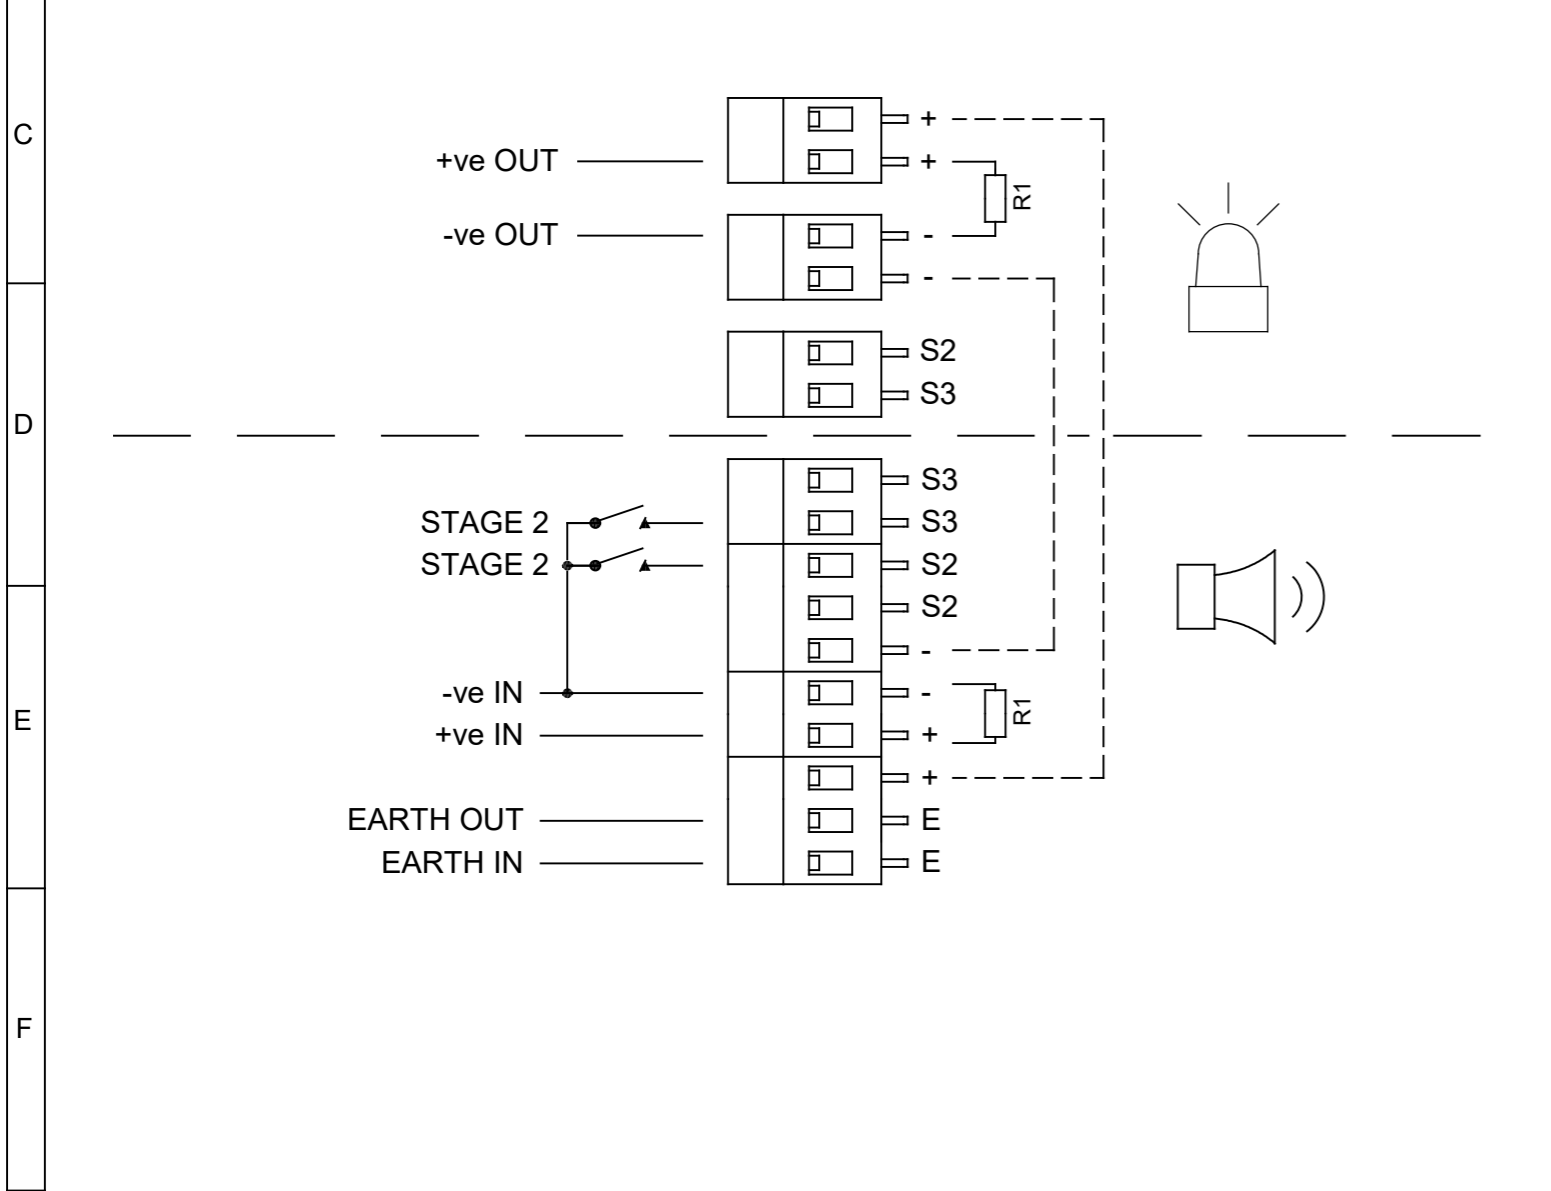 C
+
+ve OUT +
R1
-ve OUT -
-
S2
D S3
S3
STAGE 2 S3
STAGE 2 S2
S2
-
-ve IN -
R1
E +ve IN +
+
EARTH OUT E
EARTH IN E
F